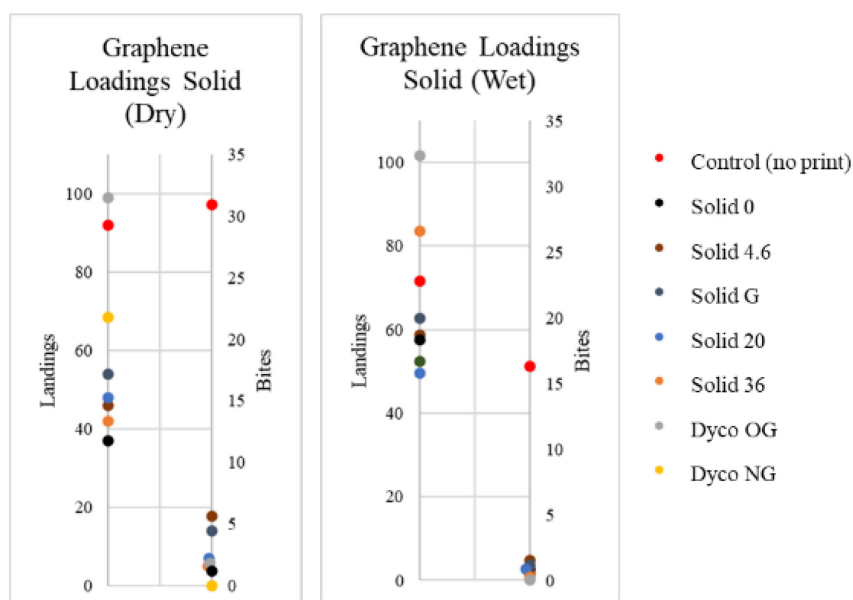 Graphene
Loadings Solid
(Dry)
35
30
25
20
15
10
5
0
100
80
60
40
20
0
Landings
Bites
Graphene Loadings
Solid (Wet)
35
30
25
20
15
10
5
0
100
80
60
40
20
0
Landings
Bites
Control (no print)
Solid 0
Solid 4.6
Solid G
Solid 20
Solid 36
Dyco OG
Dyco NG